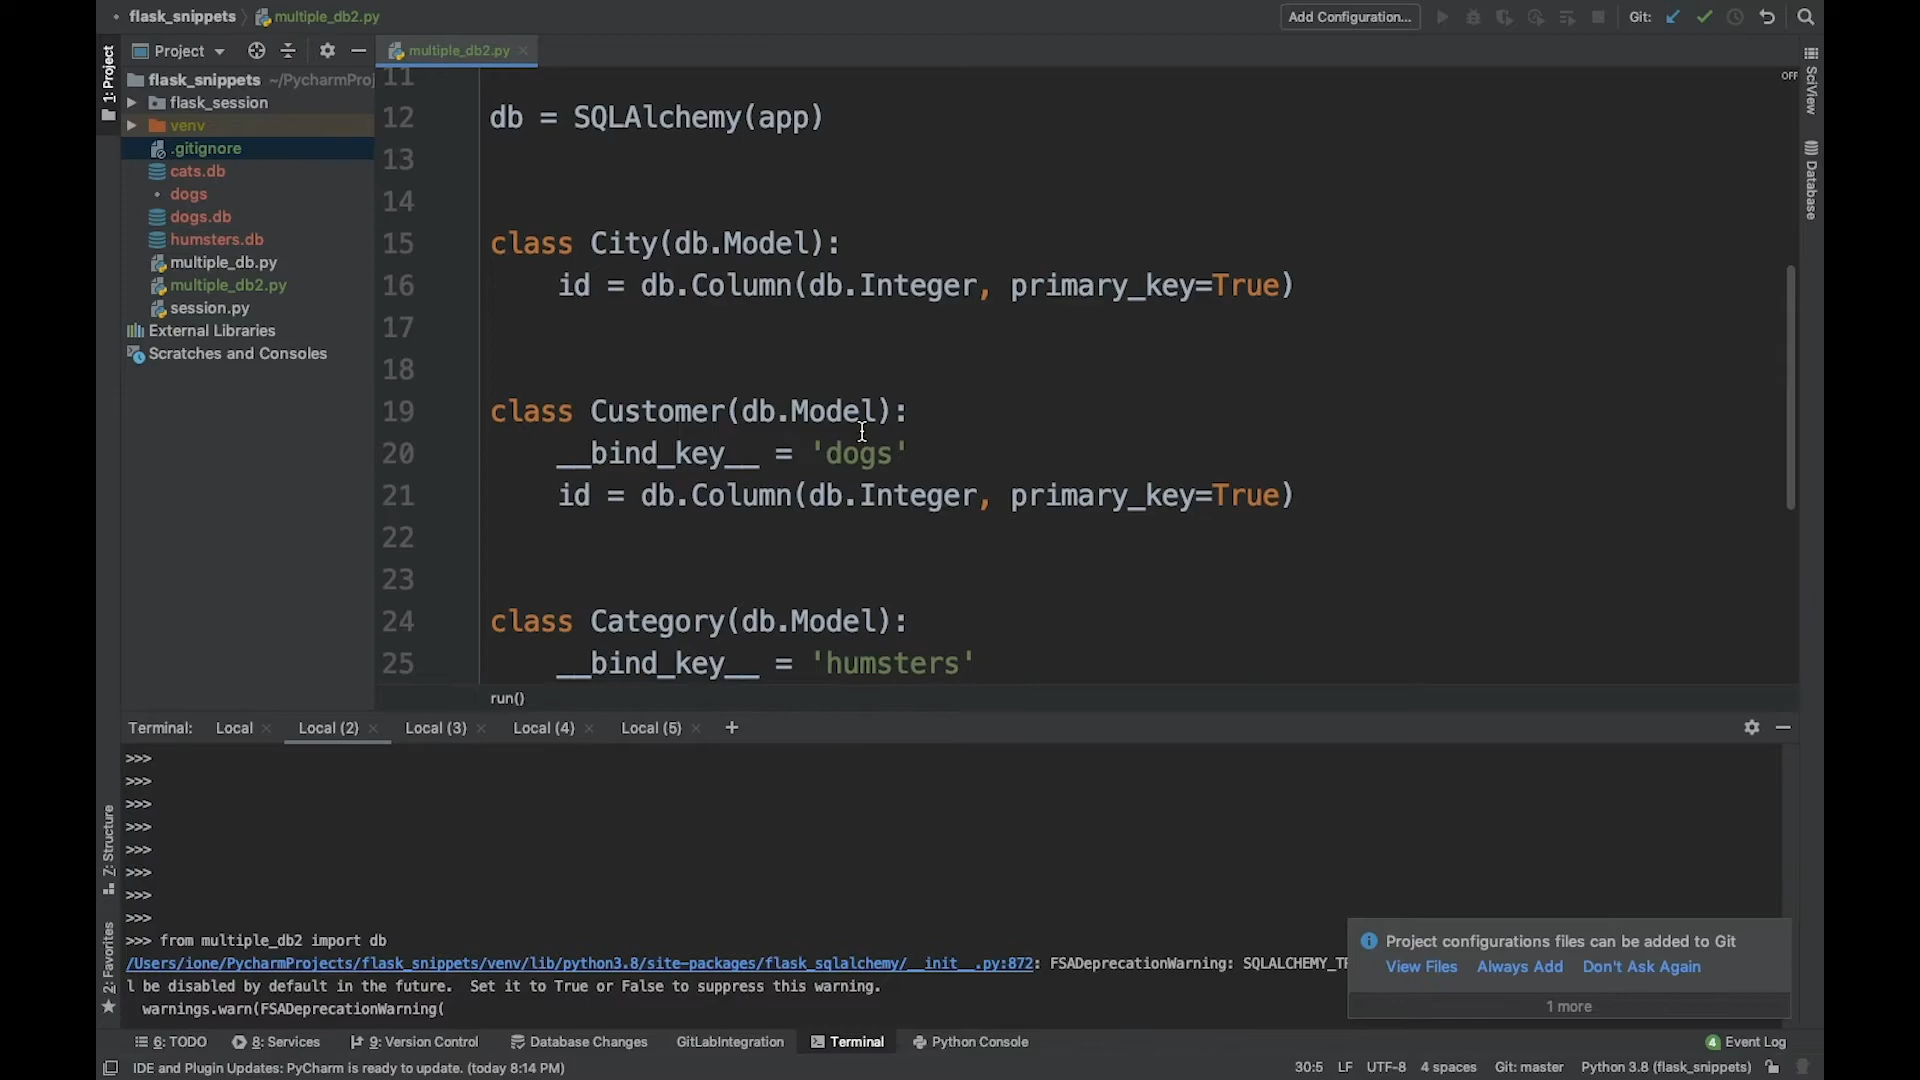 flask_snippets
multiple_db2.py
Add Configuration...
Git:
1: Project
Project
multiple_db2.py
flask_snippets ~/PycharmProj
flask_session
venv
.gitignore
cats.db
dogs
dogs.db
humsters.db
multiple_db.py
multiple_db2.py
session.py
External Libraries
Scratches and Consoles
11
12 db = SQLAlchemy(app)
13
14
15 class City(db.Model):
16 id = db.Column(db.Integer, primary_key=True)
17
18
19 class Customer(db.Model):
20 __bind_key__ = 'dogs'
21 id = db.Column(db.Integer, primary_key=True)
22
23
24 class Category(db.Model):
25 __bind_key__ = 'humsters'
run()
OFF
SciView
Database
Terminal: Local Local (2) Local (3) Local (4) Local (5) +
>>>
>>>
>>>
>>>
>>>
>>>
>>>
>>>
>>> from multiple_db2 import db
/Users/ione/PycharmProjects/flask_snippets/venv/lib/python3.8/site-packages/flask_sqlalchemy/__init__.py:872: FSADeprecationWarning: SQLALCHEMY_TR
l be disabled by default in the future. Set it to True or False to suppress this warning.
warnings.warn(FSADeprecationWarning(
Z: Structure
2: Favorites
Project configurations files can be added to Git
View Files Always Add Don't Ask Again
1 more
6: TODO 8: Services 9: Version Control Database Changes GitLabIntegration Terminal Python Console 4 Event Log
IDE and Plugin Updates: PyCharm is ready to update. (today 8:14 PM) 30:5 LF UTF-8 4 spaces Git: master Python 3.8 (flask_snippets)